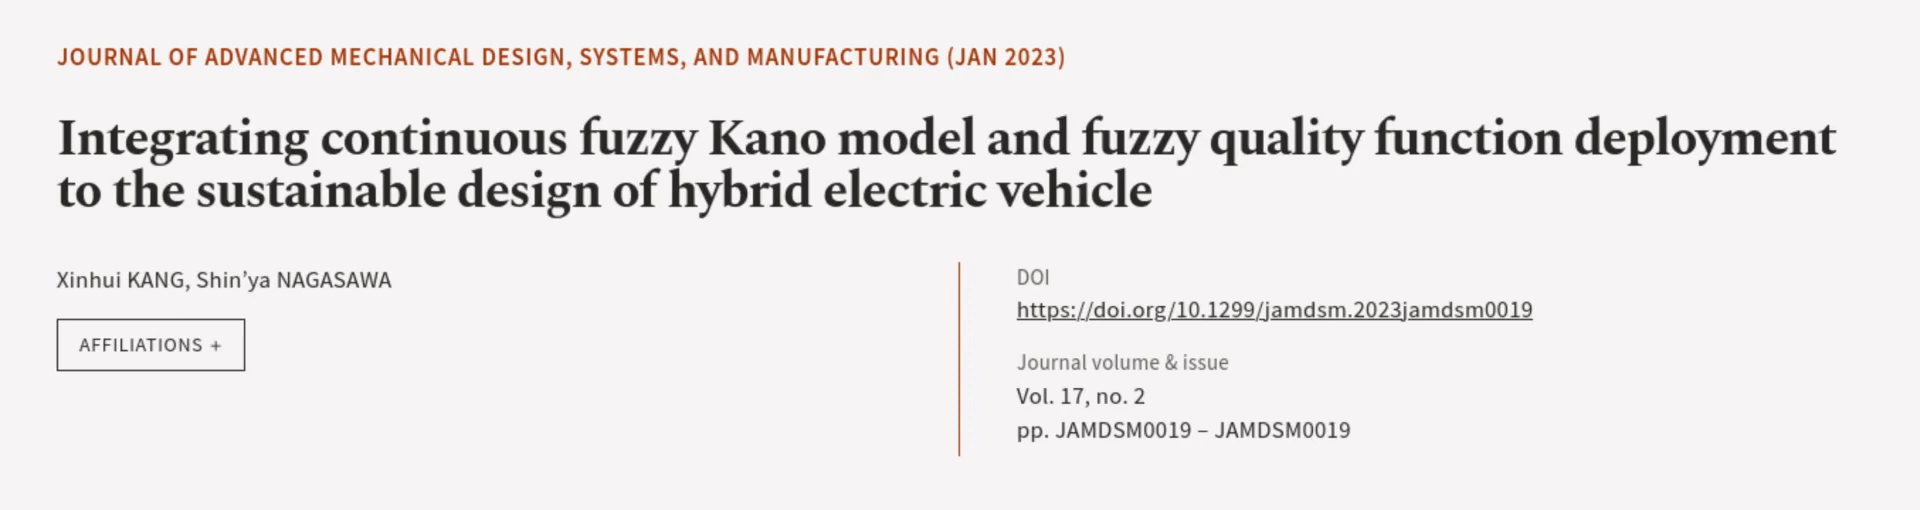 JOURNAL OF ADVANCED MECHANICAL DESIGN, SYSTEMS, AND MANUFACTURING (JAN 2023)
Integrating continuous fuzzy Kano model and fuzzy quality function deployment
to the sustainable design of hybrid electric vehicle
Xinhui KANG, Shin’ya NAGASAWA
AFFILIATIONS +
DOI
https://doi.org/10.1299/jamdsm.2023jamdsm0019
Journal volume & issue
Vol. 17, no. 2
pp. JAMDSM0019 – JAMDSM0019